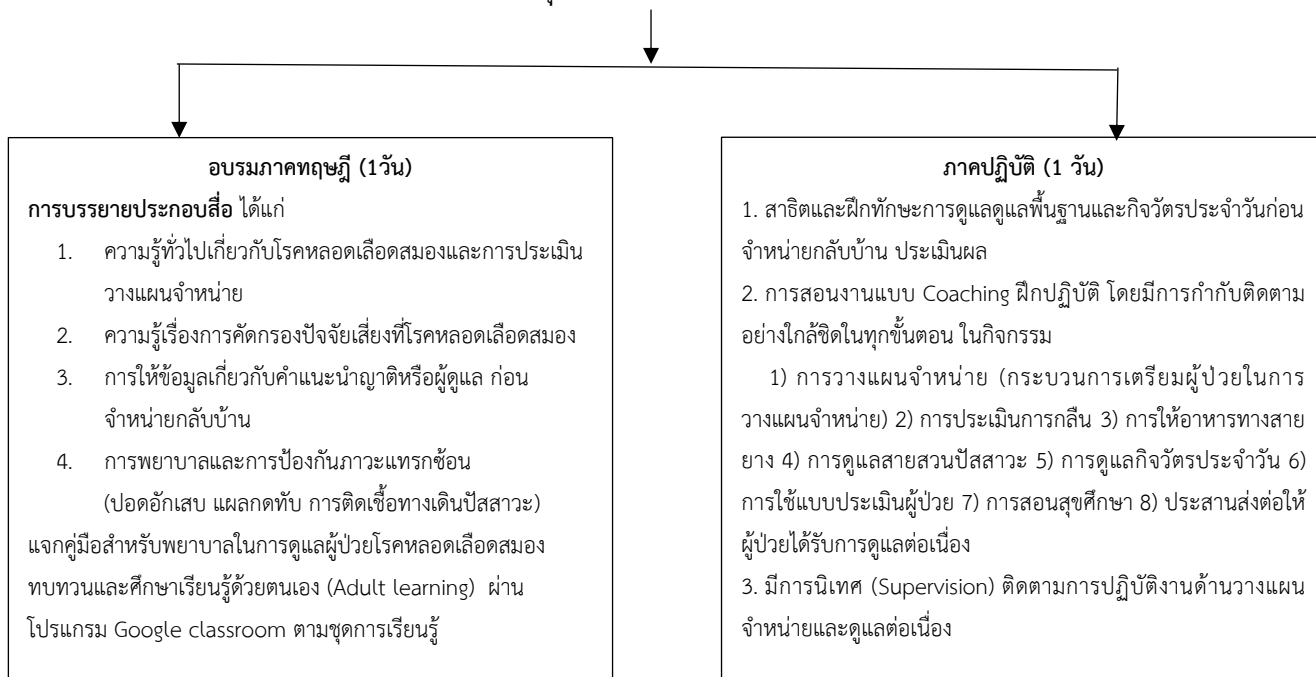 อบรมภาคทฤษฎี (1วัน)
การบรรยายประกอบสื่อ ได้แก่
1. ความรู้ทั่วไปเกี่ยวกับโรคหลอดเลือดสมองและการประเมิน
วางแผนจำหน่าย
2. ความรู้เรื่องการคัดกรองปัจจัยเสี่ยงที่โรคหลอดเลือดสมอง
3. การให้ข้อมูลเกี่ยวกับคำแนะนำญาติหรือผู้ดูแล ก่อน
จำหน่ายกลับบ้าน
4. การพยาบาลและการป้องกันภาวะแทรกซ้อน
(ปอดอักเสบ แผลกดทับ การติดเชื้อทางเดินปัสสาวะ)
แจกคู่มือสำหรับพยาบาลในการดูแลผู้ป่วยโรคหลอดเลือดสมอง
ทบทวนและศึกษาเรียนรู้ด้วยตนเอง (Adult learning) ผ่าน
โปรแกรม Google classroom ตามชุดการเรียนรู้
ภาคปฏิบัติ (1 วัน)
1. สาธิตและฝึกทักษะการดูแลดูแลพื้นฐานและกิจวัตรประจำวันก่อน
จำหน่ายกลับบ้าน ประเมินผล
2. การสอนงานแบบ Coaching ฝึกปฏิบัติ โดยมีการกำกับติดตาม
อย่างใกล้ชิดในทุกขั้นตอน ในกิจกรรม
1) การวางแผนจำหน่าย (กระบวนการเตรียมผู้ป่วยในการ
วางแผนจำหน่าย) 2) การประเมินการกลืน 3) การให้อาหารทางสาย
ยาง 4) การดูแลสายสวนปัสสาวะ 5) การดูแลกิจวัตรประจำวัน 6)
การใช้แบบประเมินผู้ป่วย 7) การสอนสุขศึกษา 8) ประสานส่งต่อให้
ผู้ป่วยได้รับการดูแลต่อเนื่อง
3. มีการนิเทศ (Supervision) ติดตามการปฏิบัติงานด้านวางแผน
จำหน่ายและดูแลต่อเนื่อง